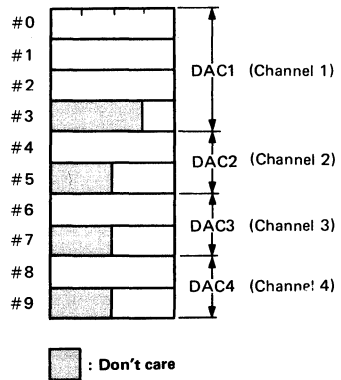 #0
#1
#2
DAC1 (Channel 1)
#3
#4
DAC2 (Channel 2)
#5
#6
DAC3 (Channel 3)
#7
#8
DAC4 (Channel 4)
#9
: Don't care